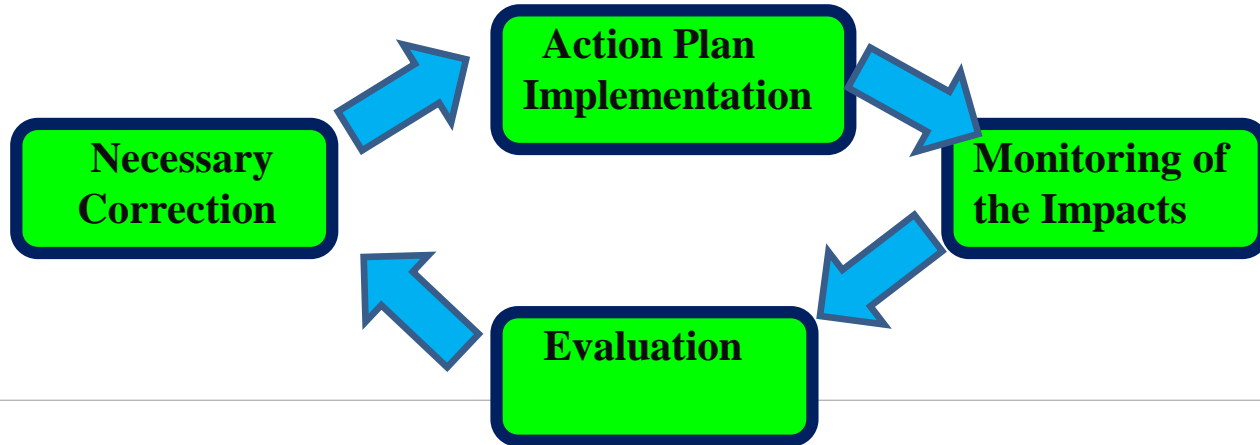 Action Plan
Implementation
Necessary
Correction
Monitoring of
the Impacts
Evaluation